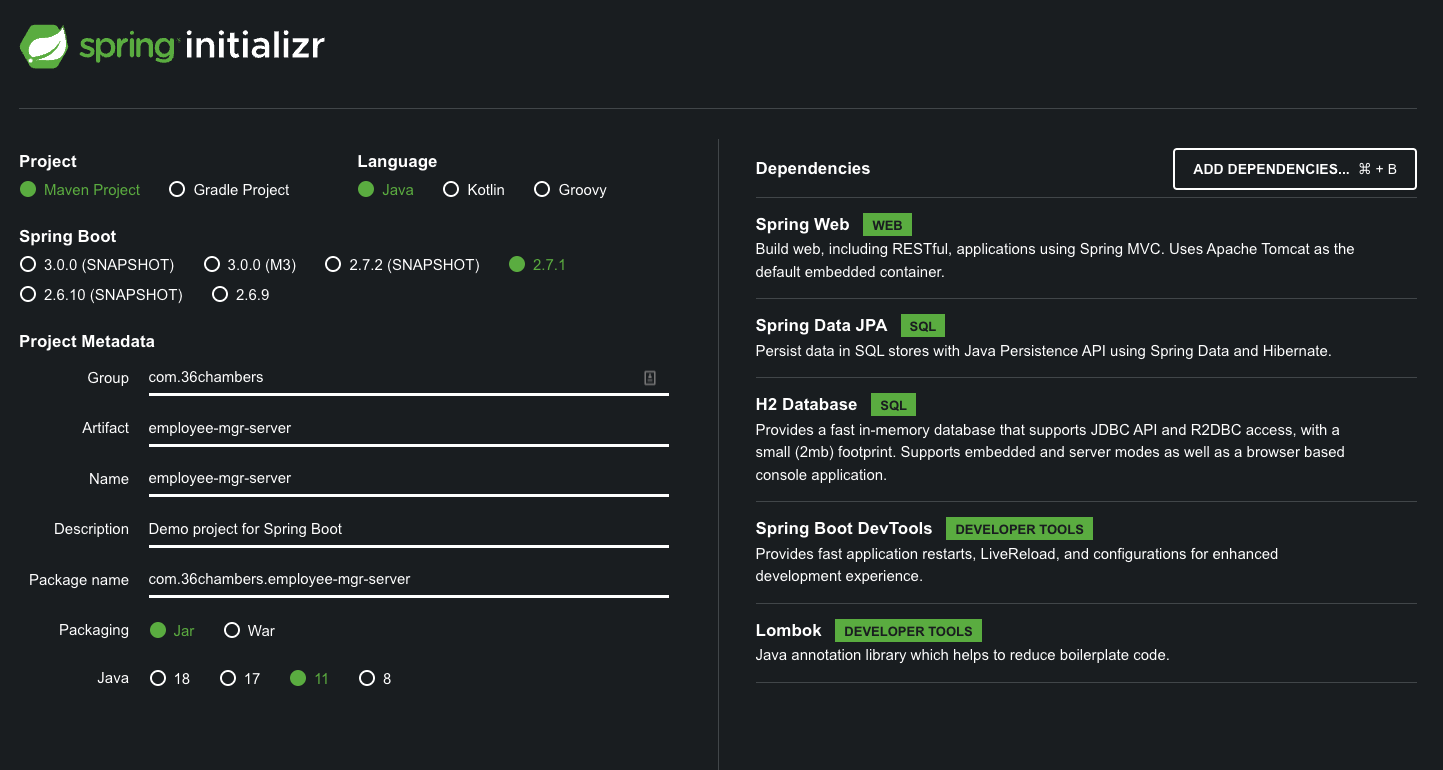 spring initializr
Project
Maven Project Gradle Project
Language
Java Kotlin Groovy
Spring Boot
3.0.0 (SNAPSHOT) 3.0.0 (M3) 2.7.2 (SNAPSHOT) 2.7.1
2.6.10 (SNAPSHOT) 2.6.9
Project Metadata
Group com.36chambers
Artifact employee-mgr-server
Name employee-mgr-server
Description Demo project for Spring Boot
Package name com.36chambers.employee-mgr-server
Packaging Jar War
Java 18 17 11 8
Dependencies ADD DEPENDENCIES... ⌘ + B
Spring Web WEB
Build web, including RESTful, applications using Spring MVC. Uses Apache Tomcat as the
default embedded container.
Spring Data JPA SQL
Persist data in SQL stores with Java Persistence API using Spring Data and Hibernate.
H2 Database SQL
Provides a fast in-memory database that supports JDBC API and R2DBC access, with a
small (2mb) footprint. Supports embedded and server modes as well as a browser based
console application.
Spring Boot DevTools DEVELOPER TOOLS
Provides fast application restarts, LiveReload, and configurations for enhanced
development experience.
Lombok DEVELOPER TOOLS
Java annotation library which helps to reduce boilerplate code.